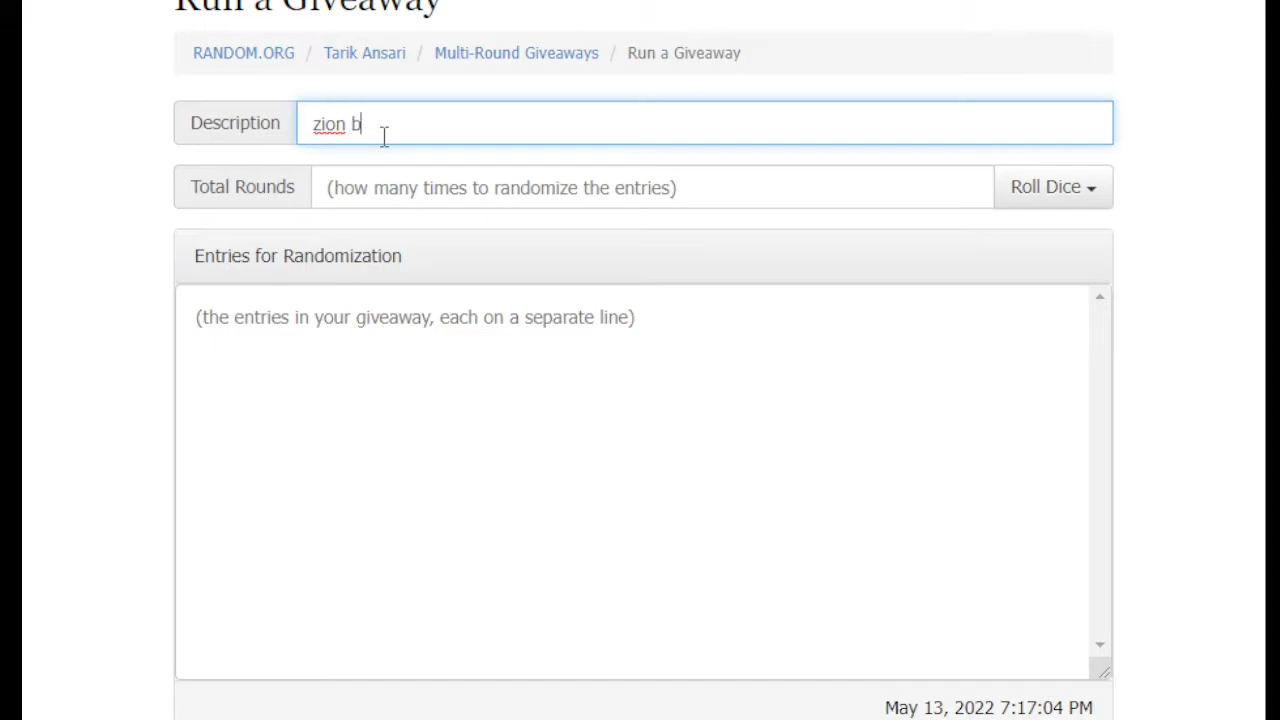 Run a Giveaway
RANDOM.ORG / Tarik Ansari / Multi-Round Giveaways / Run a Giveaway
Description zion b
Total Rounds (how many times to randomize the entries) Roll Dice
Entries for Randomization
(the entries in your giveaway, each on a separate line)
May 13, 2022 7:17:04 PM